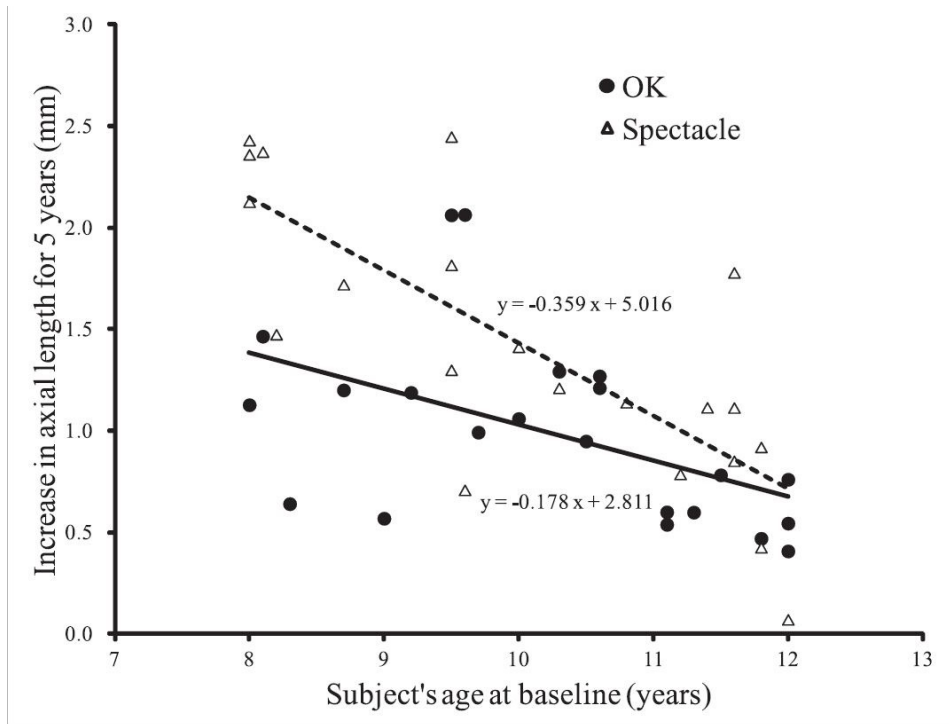 3.0
2.5
2.0
1.5
1.0
0.5
0.0
Increase in axial length for 5 years (mm)
OK
Spectacle
y = -0.359 x + 5.016
y = -0.178 x + 2.811
7 8 9 10 11 12 13
Subject's age at baseline (years)